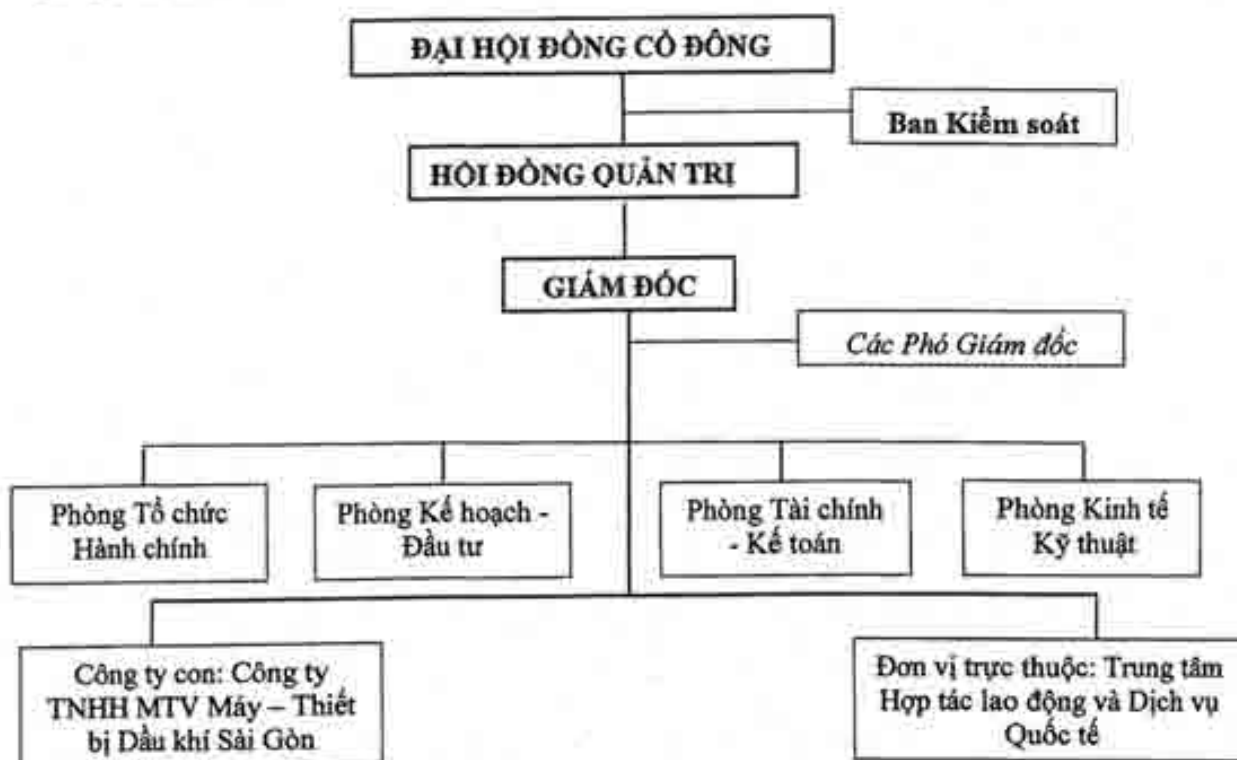 ĐẠI HỘI ĐỒNG CỔ ĐÔNG
Ban Kiểm soát
HỘI ĐỒNG QUẢN TRỊ
GIÁM ĐỐC
Các Phó Giám đốc
Phòng Tổ chức
Hành chính
Phòng Kế hoạch -
Đầu tư
Phòng Tài chính
- Kế toán
Phòng Kinh tế
Kỹ thuật
Công ty con: Công ty
TNHH MTV Máy – Thiết
bị Dầu khí Sài Gòn
Đơn vị trực thuộc: Trung tâm
Hợp tác lao động và Dịch vụ
Quốc tế